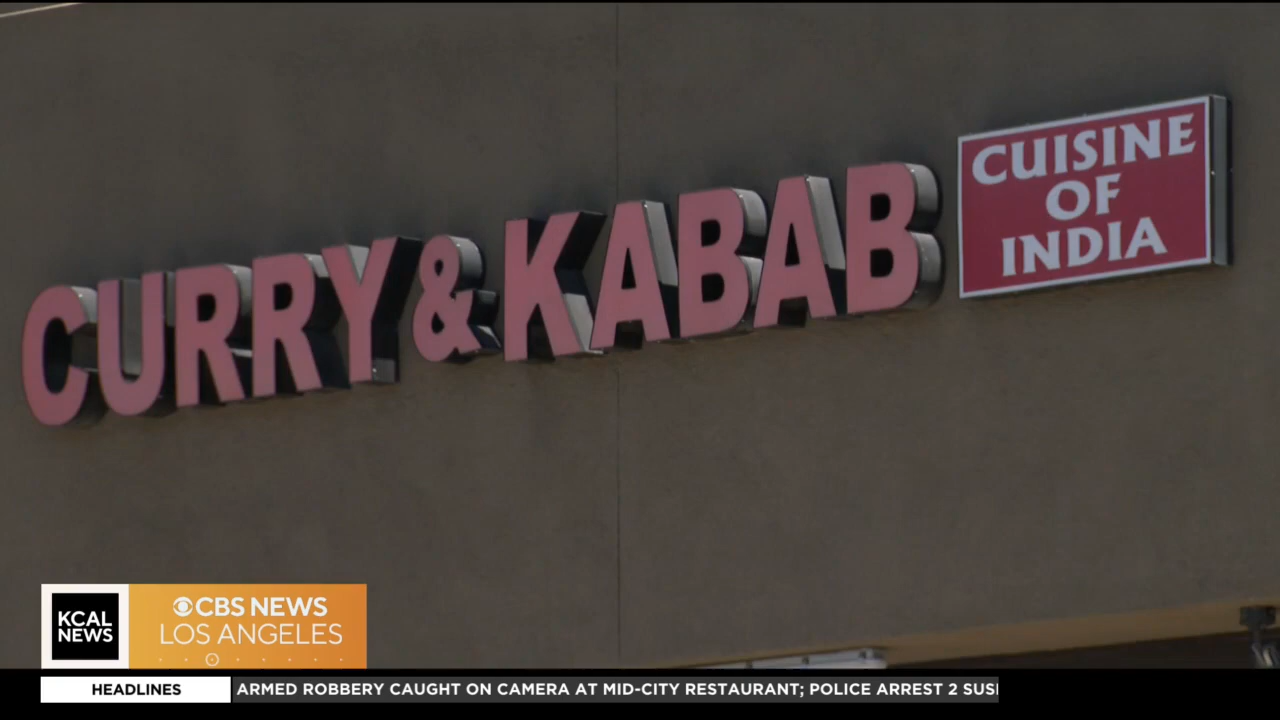 CURRY & KABAB
CUISINE
OF
INDIA
KCAL
NEWS
CBS NEWS
LOS ANGELES
HEADLINES
ARMED ROBBERY CAUGHT ON CAMERA AT MID-CITY RESTAURANT; POLICE ARREST 2